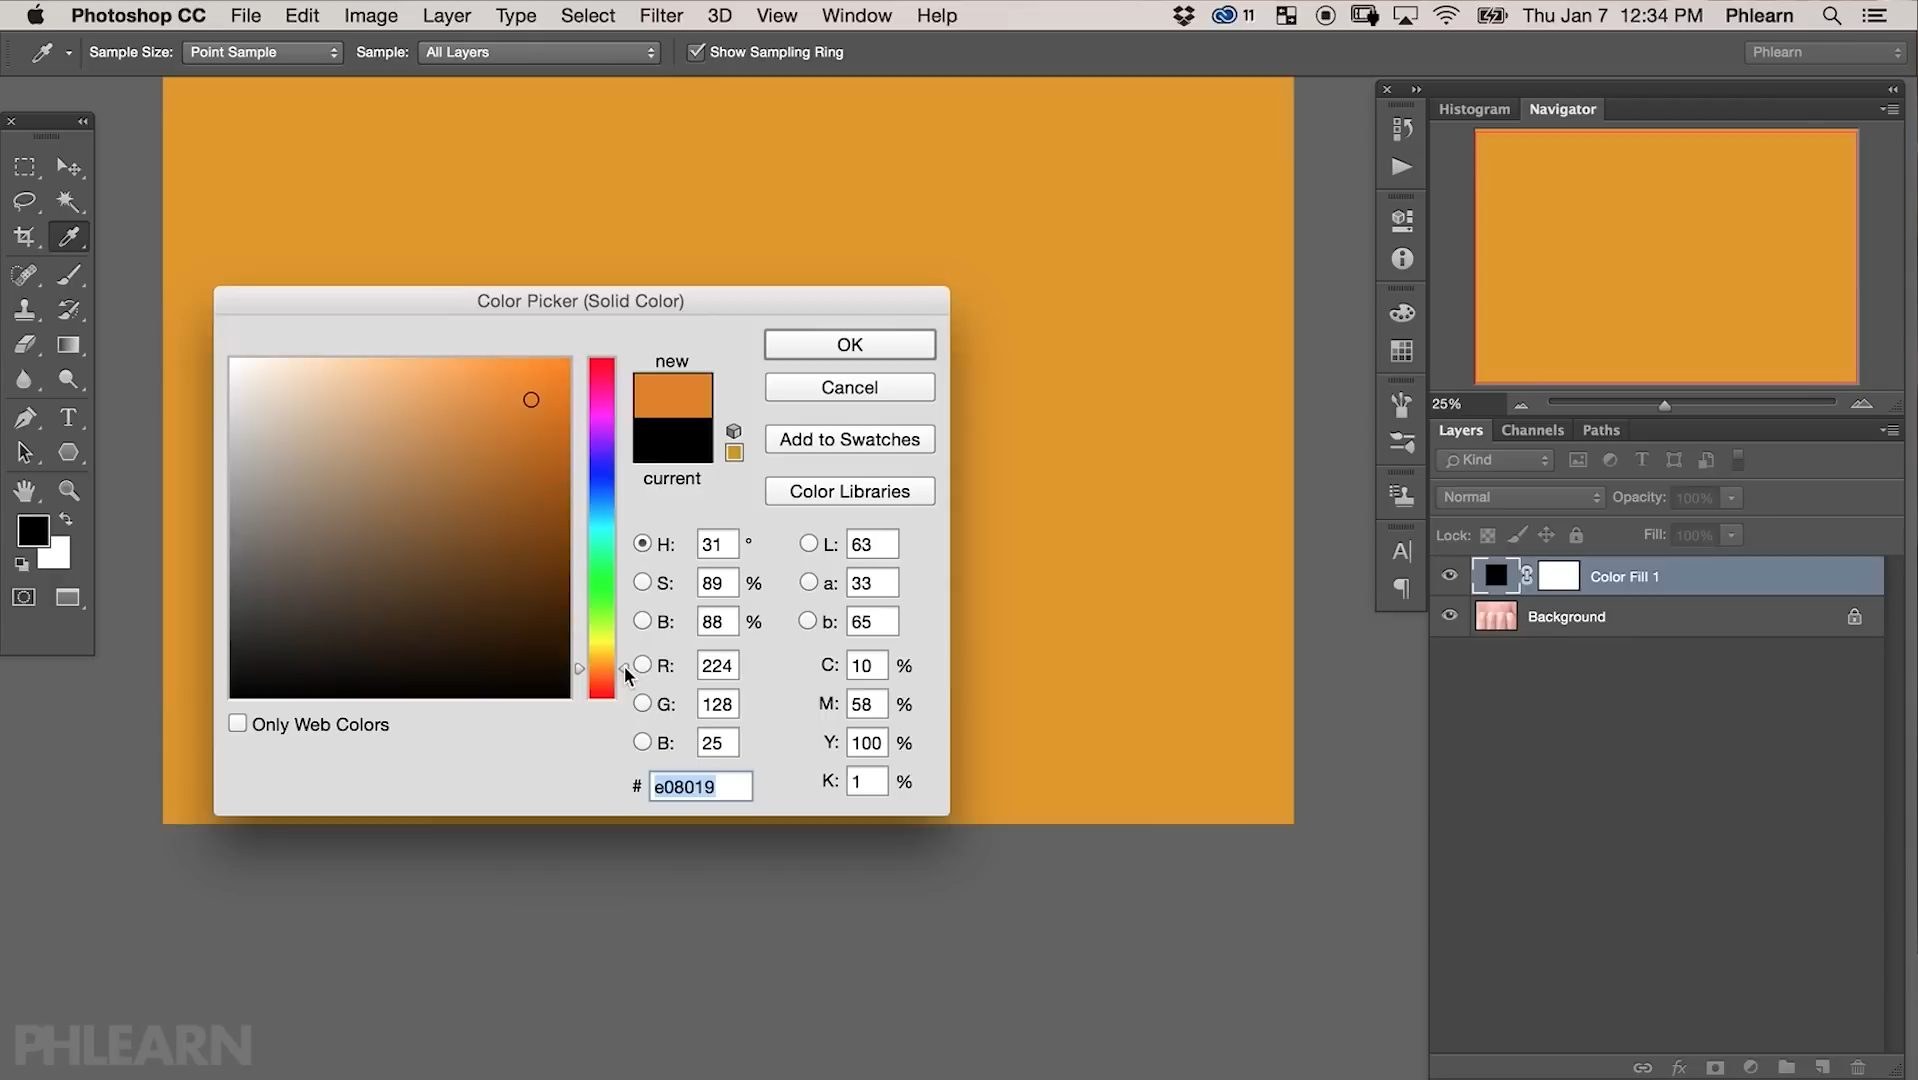 Photoshop CC File Edit Image Layer Type Select Filter 3D View Window Help 11 Thu Jan 7 12:34 PM Phlearn
Sample Size: Point Sample Sample: All Layers Show Sampling Ring Phlearn
Histogram Navigator
25%
Layers Channels Paths
Kind
Normal Opacity: 100%
Lock: Fill: 100%
Color Fill 1
Background
Color Picker (Solid Color)
new
current
OK
Cancel
Add to Swatches
Color Libraries
H: 31 ° L: 63
S: 89 % a: 33
B: 88 % b: 65
R: 224 C: 10 %
G: 128 M: 58 %
B: 25 Y: 100 %
# e08019 K: 1 %
Only Web Colors
PHLEARN